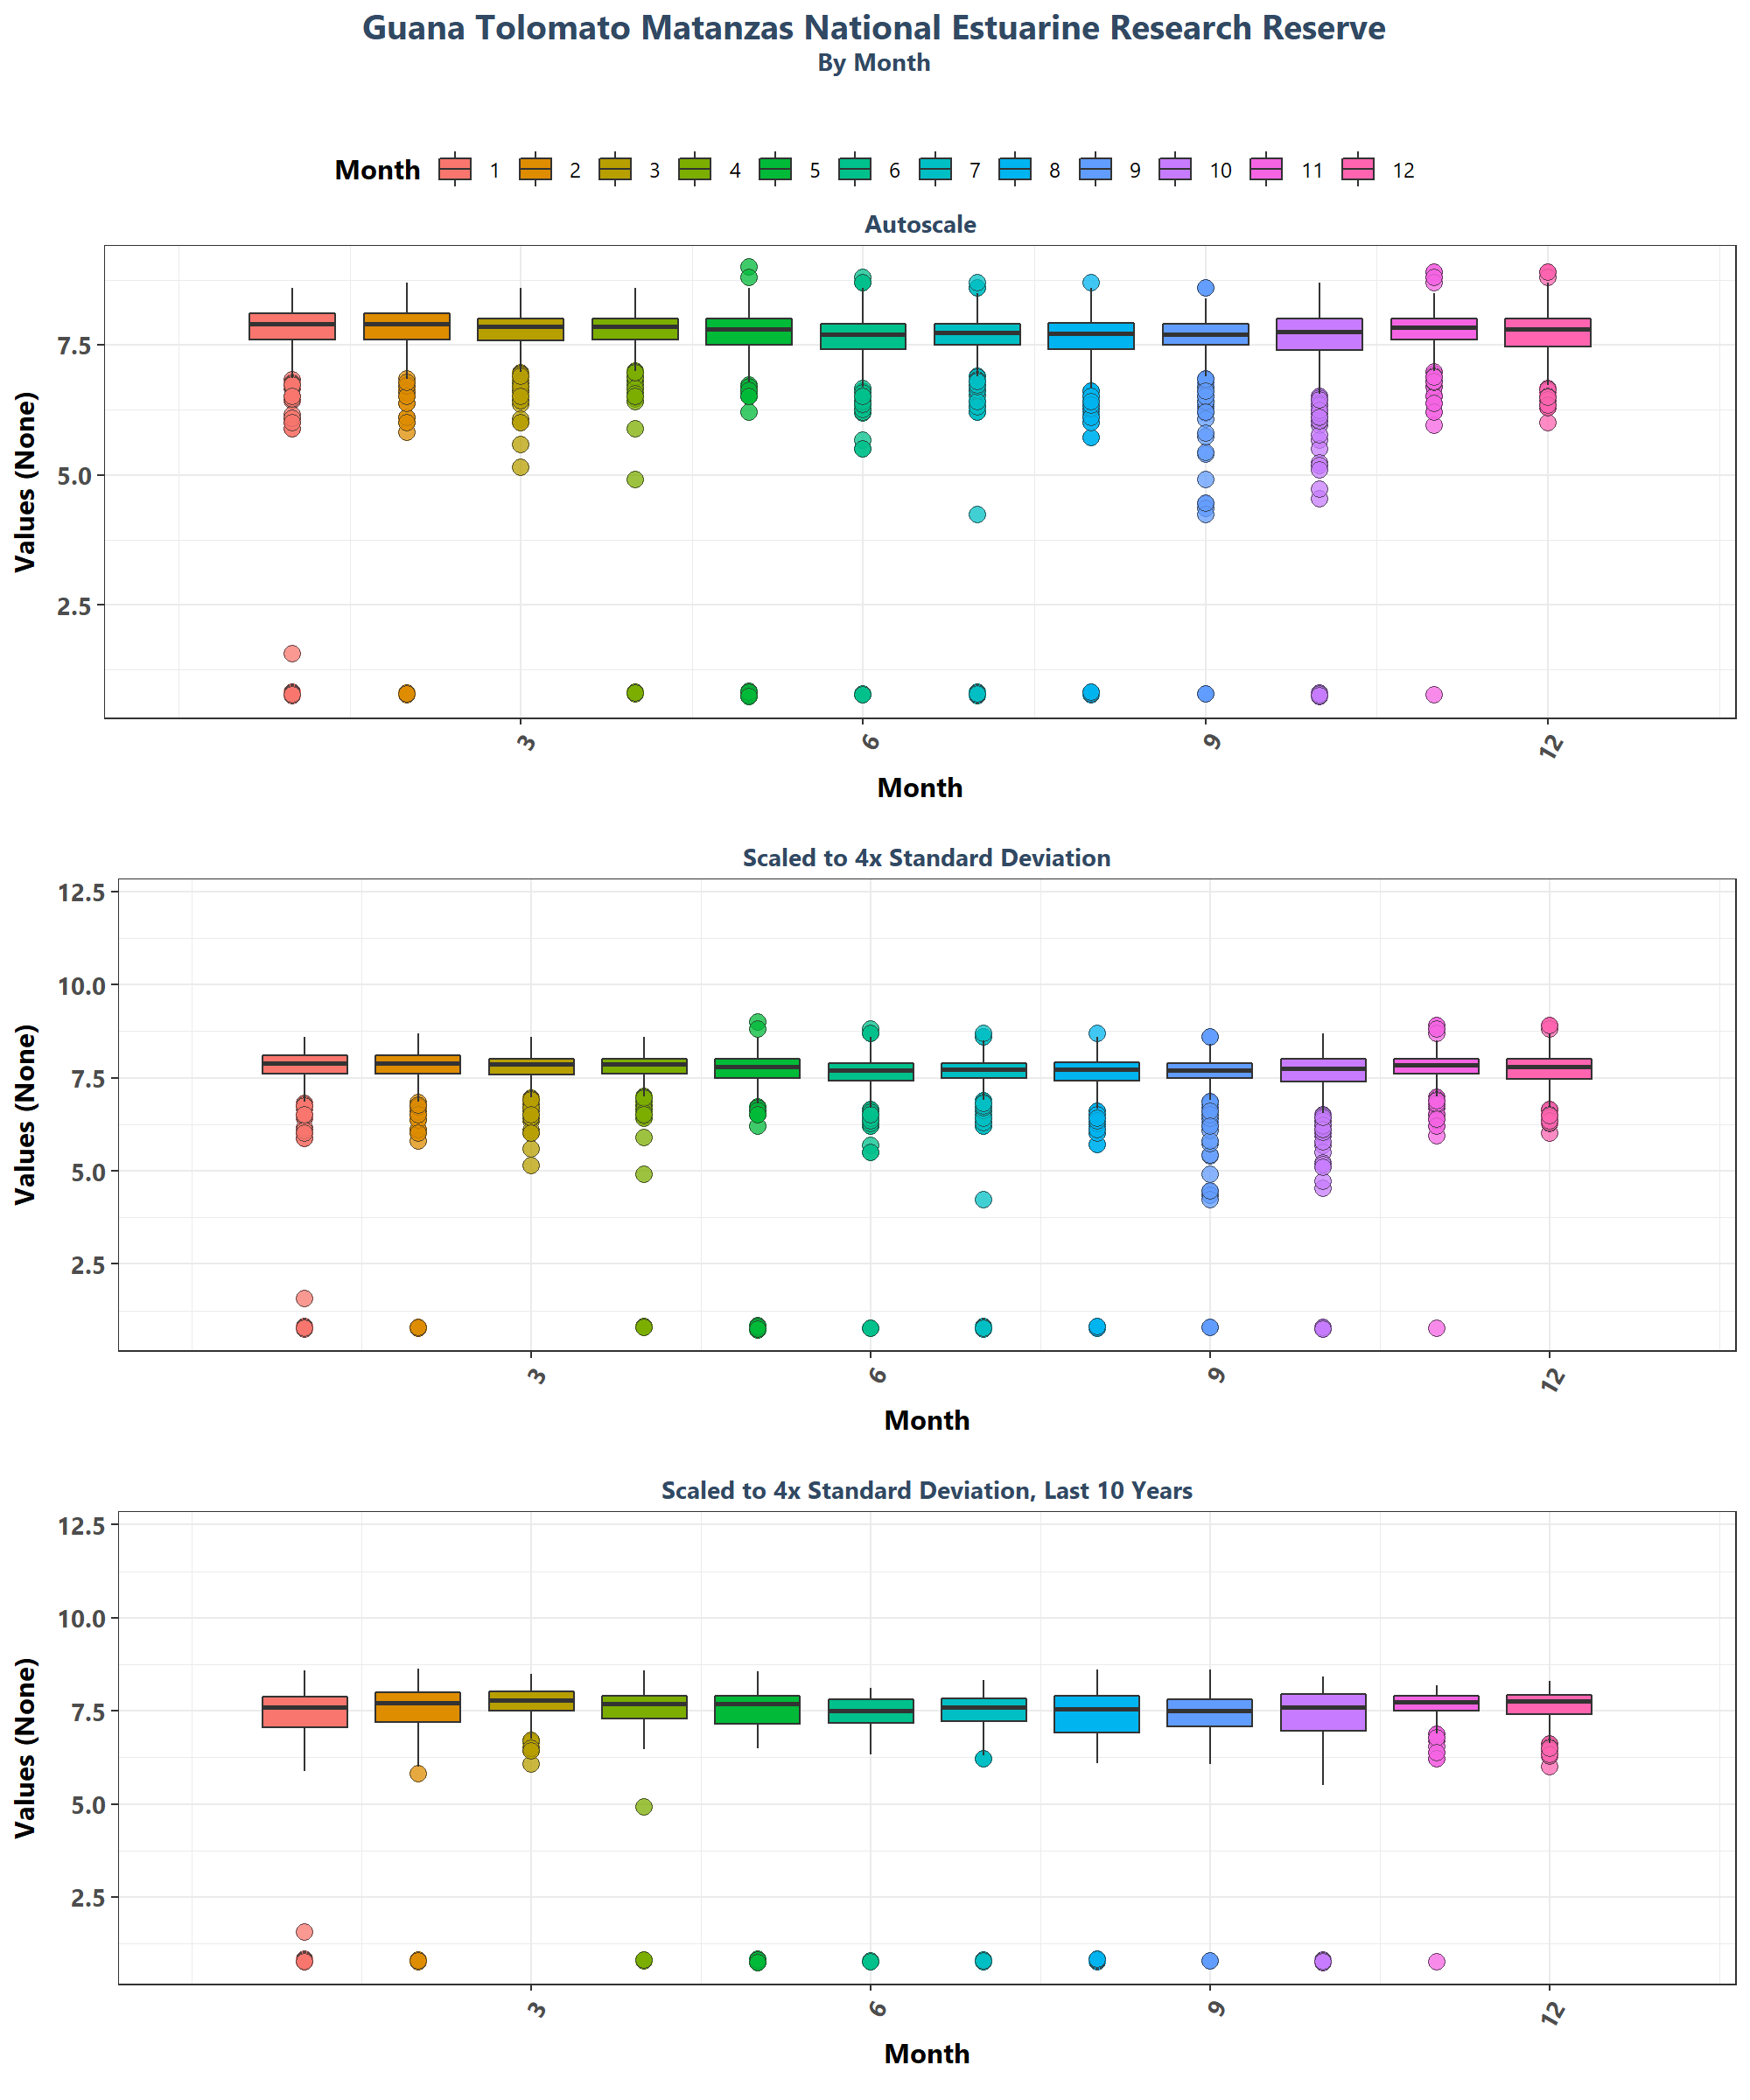 Guana Tolomato Matanzas National Estuarine Research Reserve
By Month
Month 1 2 3 4 5 6 7 8 9 10 11 12
Autoscale
Values (None)
7.5
5.0
2.5
3 6 9 12
Month
Scaled to 4x Standard Deviation
Values (None)
12.5
10.0
7.5
5.0
2.5
3 6 9 12
Month
Scaled to 4x Standard Deviation, Last 10 Years
Values (None)
12.5
10.0
7.5
5.0
2.5
3 6 9 12
Month